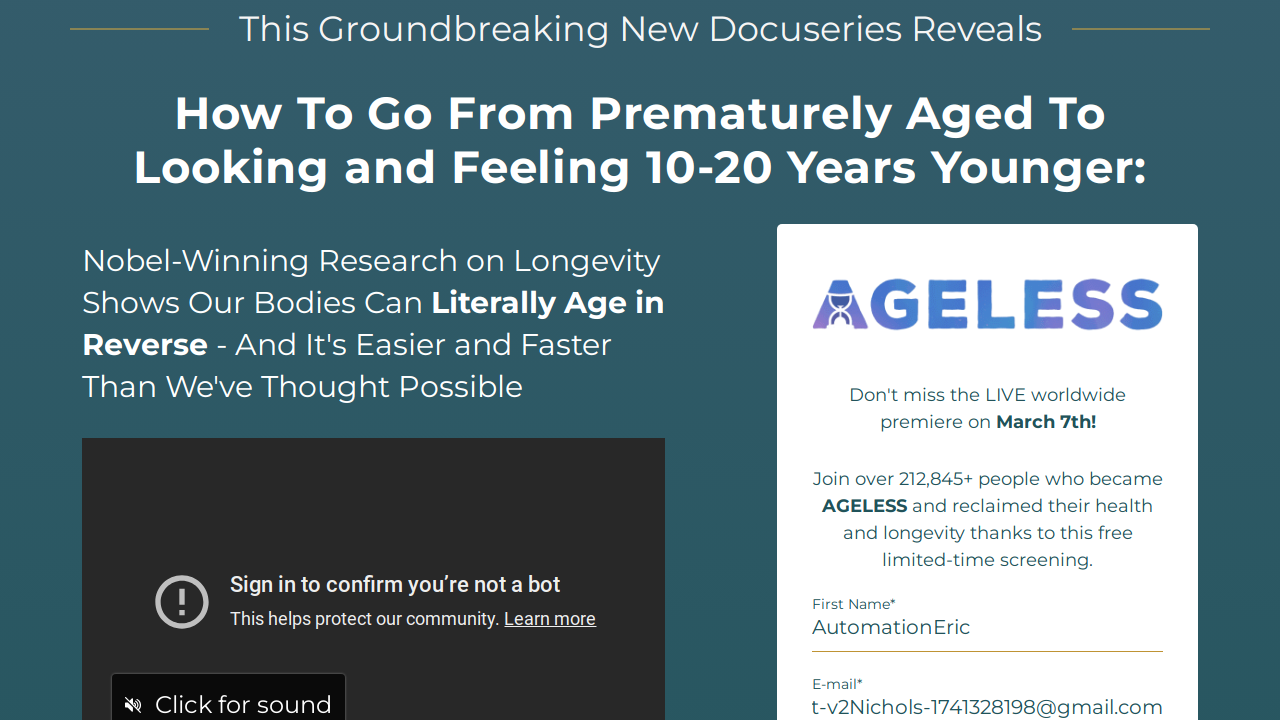 This Groundbreaking New Docuseries Reveals
How To Go From Prematurely Aged To
Looking and Feeling 10-20 Years Younger:
Nobel-Winning Research on Longevity
Shows Our Bodies Can Literally Age in
Reverse - And It's Easier and Faster
Than We've Thought Possible
Sign in to confirm you’re not a bot
This helps protect our community. Learn more
Click for sound
AGELESS
Don't miss the LIVE worldwide
premiere on March 7th!
Join over 212,845+ people who became
AGELESS and reclaimed their health
and longevity thanks to this free
limited-time screening.
First Name*
AutomationEric
E-mail*
t-v2Nichols-1741328198@gmail.com